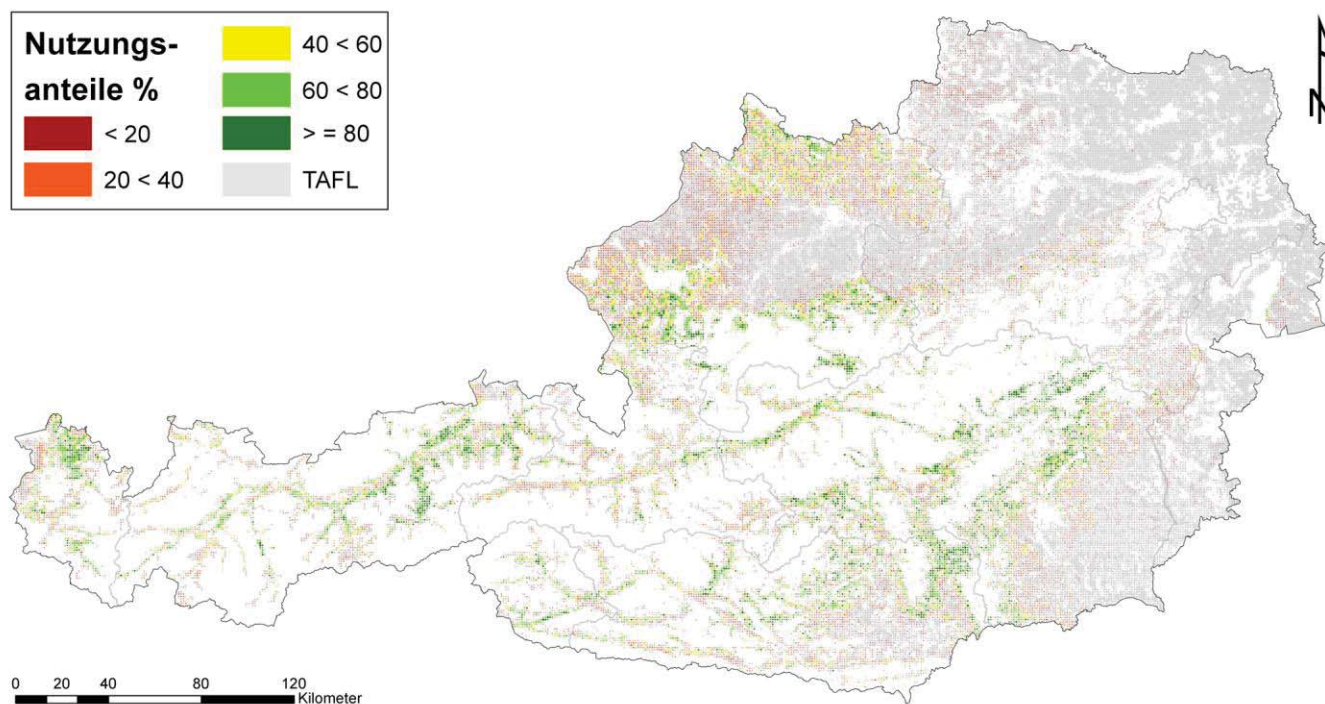 Nutzungs-
anteile %
< 20
20 < 40
40 < 60
60 < 80
> = 80
TAFL
N
0 20 40 80 120
Kilometer